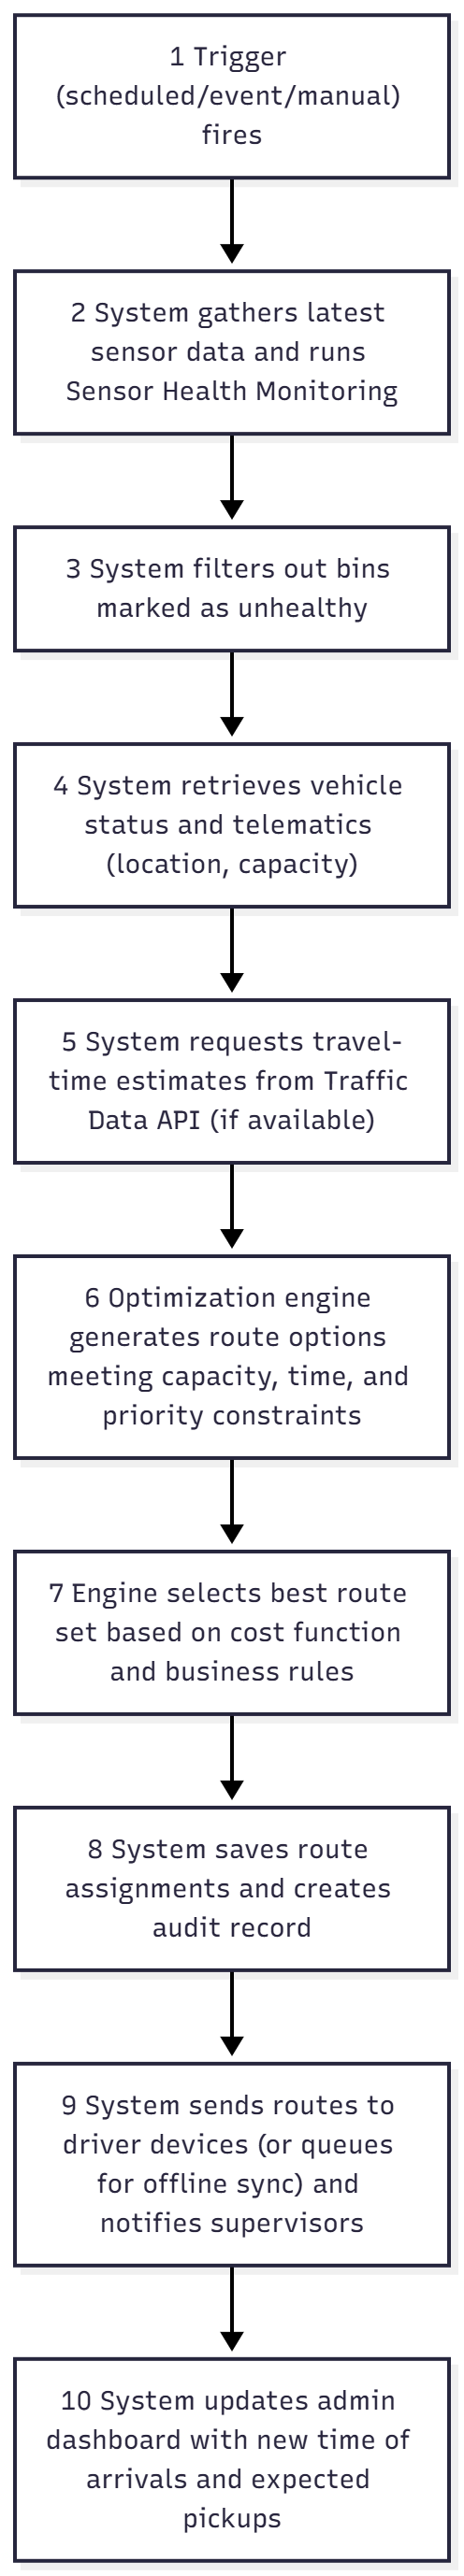 1 Trigger
(scheduled/event/manual)
fires
2 System gathers latest
sensor data and runs
Sensor Health Monitoring
3 System filters out bins
marked as unhealthy
4 System retrieves vehicle
status and telematics
(location, capacity)
5 System requests travel-
time estimates from Traffic
Data API (if available)
6 Optimization engine
generates route options
meeting capacity, time, and
priority constraints
7 Engine selects best route
set based on cost function
and business rules
8 System saves route
assignments and creates
audit record
9 System sends routes to
driver devices (or queues
for offline sync) and
notifies supervisors
10 System updates admin
dashboard with new time of
arrivals and expected
pickups